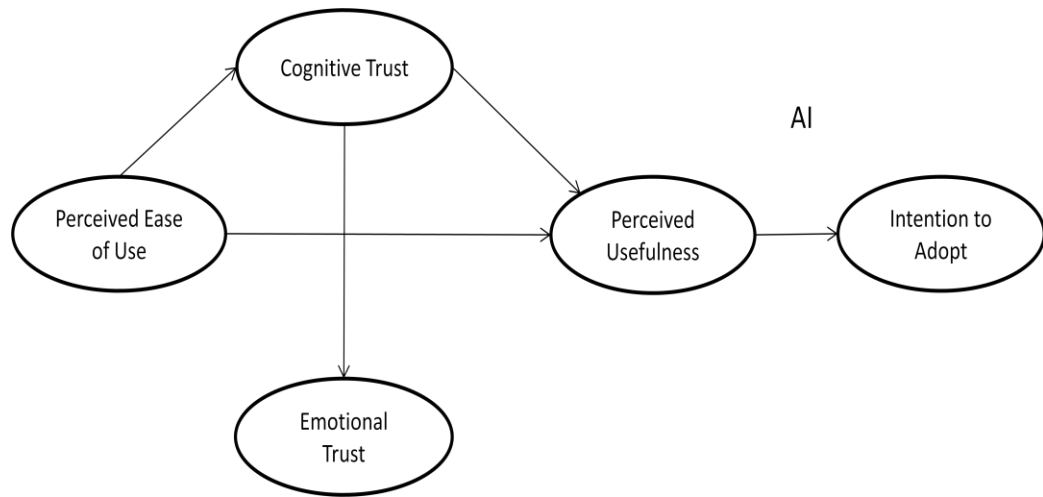 Cognitive Trust
AI
Perceived Ease
of Use
Perceived
Usefulness
Intention to
Adopt
Emotional
Trust